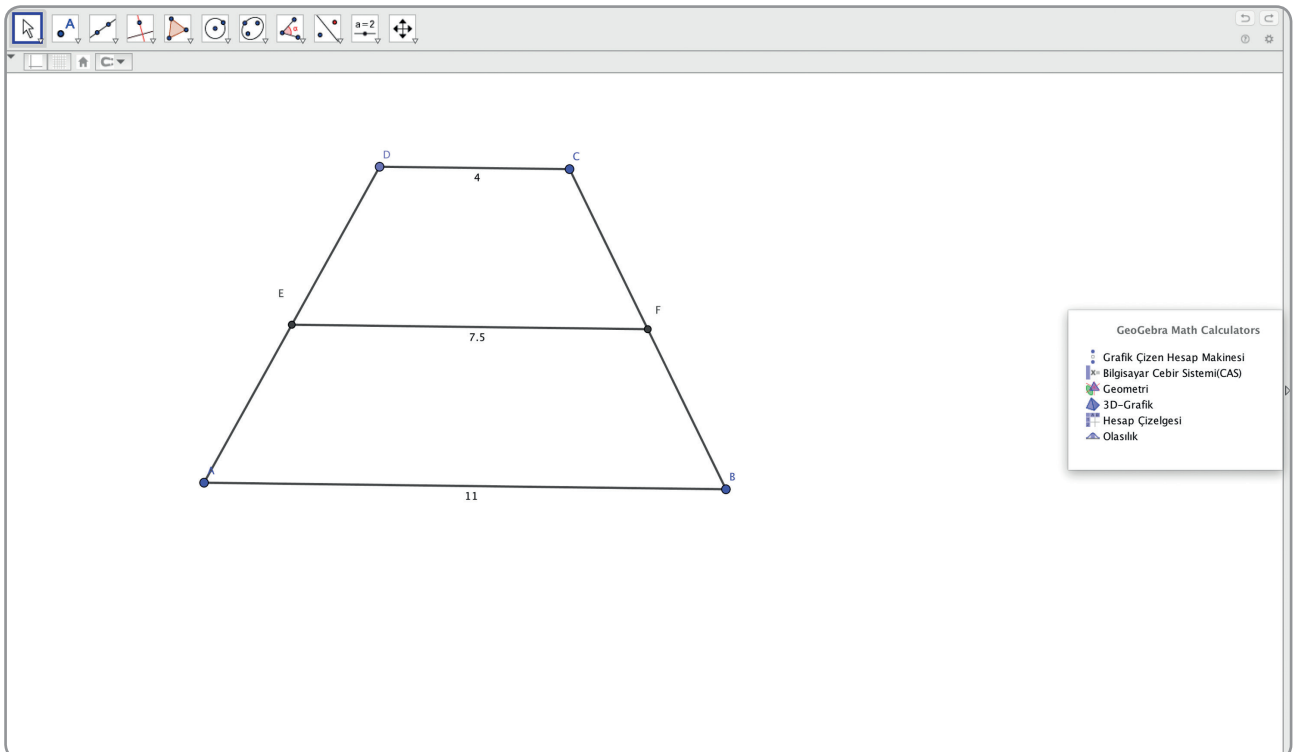 A
α
a=2
D
C
4
E
F
7.5
A
B
11
GeoGebra Math Calculators
Grafik Çizen Hesap Makinesi
x=
Bilgisayar Cebir Sistemi(CAS)
Geometri
3D-Grafik
Hesap Çizelgesi
Olasılık